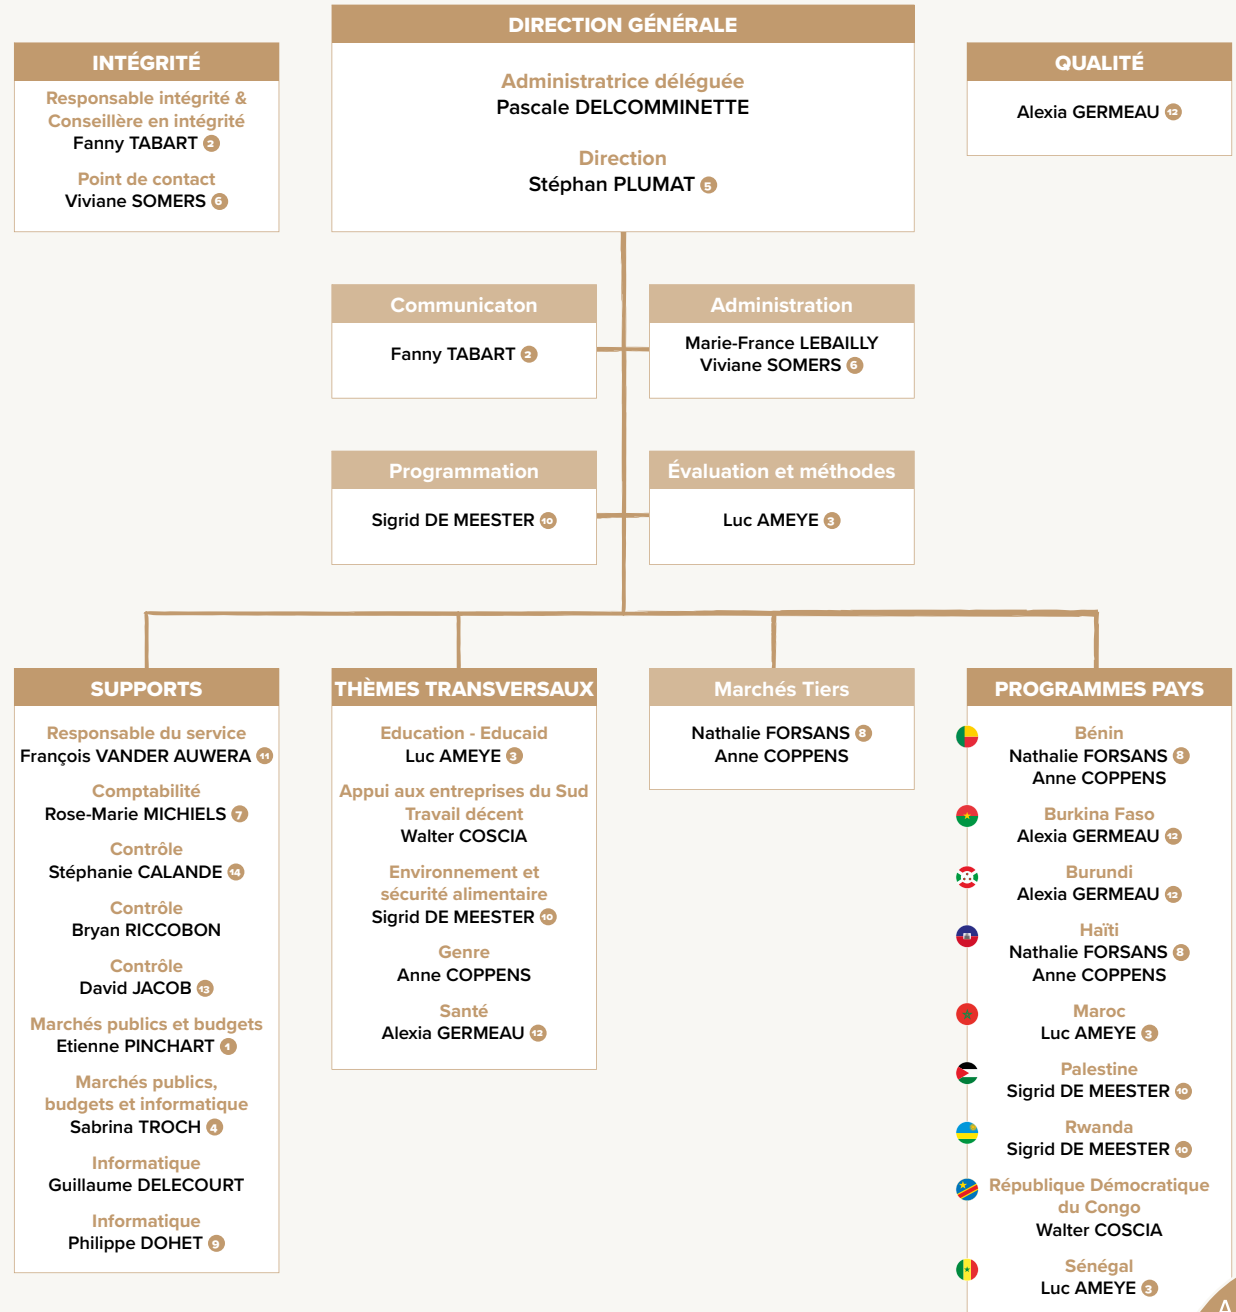 DIRECTION GÉNÉRALE
Administratrice déléguée
Pascale DELCOMMINETTE
Direction
Stéphan PLUMAT 5
INTÉGRITÉ
Responsable intégrité &
Conseillère en intégrité
Fanny TABART 2
Point de contact
Viviane SOMERS 6
QUALITÉ
Alexia GERMEAU 12
Communicaton
Fanny TABART 2
Administration
Marie-France LEBAILLY
Viviane SOMERS 6
Programmation
Sigrid DE MEESTER 10
Évaluation et méthodes
Luc AMEYE 3
SUPPORTS
Responsable du service
François VANDER AUWERA 11
Comptabilité
Rose-Marie MICHIELS 7
Contrôle
Stéphanie CALANDE 14
Contrôle
Bryan RICCOBON
Contrôle
David JACOB 13
Marchés publics et budgets
Etienne PINCHART 1
Marchés publics,
budgets et informatique
Sabrina TROCH 4
Informatique
Guillaume DELECOURT
Informatique
Philippe DOHET 9
THÈMES TRANSVERSAUX
Education - Educaid
Luc AMEYE 3
Appui aux entreprises du Sud
Travail décent
Walter COSCIA
Environnement et
sécurité alimentaire
Sigrid DE MEESTER 10
Genre
Anne COPPENS
Santé
Alexia GERMEAU 12
Marchés Tiers
Nathalie FORSANS 8
Anne COPPENS
PROGRAMMES PAYS
Bénin
Nathalie FORSANS 8
Anne COPPENS
Burkina Faso
Alexia GERMEAU 12
Burundi
Alexia GERMEAU 12
Haïti
Nathalie FORSANS 8
Anne COPPENS
Maroc
Luc AMEYE 3
Palestine
Sigrid DE MEESTER 10
Rwanda
Sigrid DE MEESTER 10
République Démocratique
du Congo
Walter COSCIA
Sénégal
Luc AMEYE 3
A